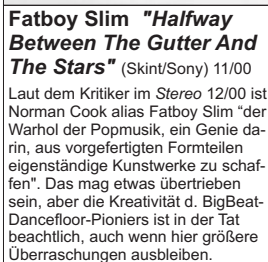 Fatboy Slim "Halfway
Between The Gutter And
The Stars" (Skint/Sony) 11/00
Laut dem Kritiker im Stereo 12/00 ist
Norman Cook alias Fatboy Slim “der
Warhol der Popmusik, ein Genie da-
rin, aus vorgefertigten Formteilen
eigenständige Kunstwerke zu schaf-
fen". Das mag etwas übertrieben
sein, aber die Kreativität d. BigBeat-
Dancefloor-Pioniers ist in der Tat
beachtlich, auch wenn hier größere
Überraschungen ausbleiben.